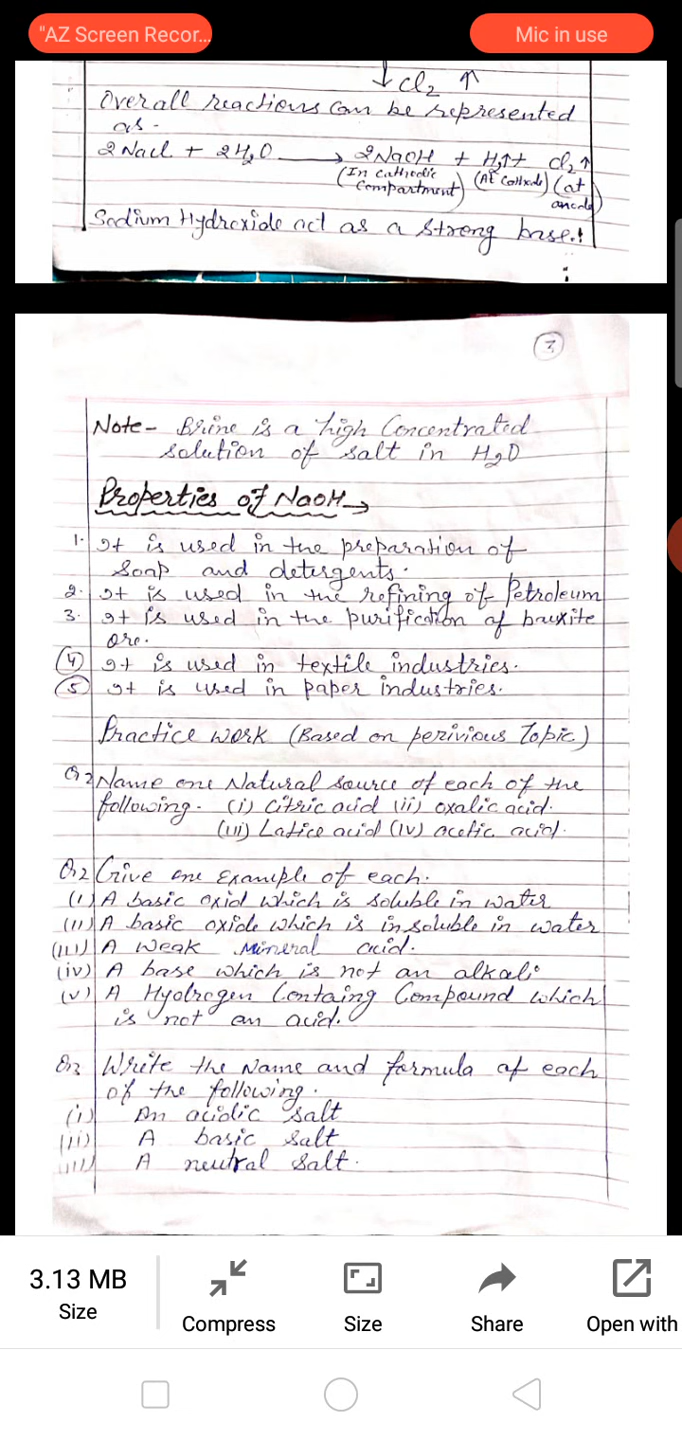 "AZ Screen Recor...
Mic in use
↓ Cl₂ ↑
Overall reactions can be represented
as -
2 Nacl + 2H₂O ⟶ 2NaOH + H₂↑+ Cl₂↑
(In cathodic compartment) (At Cathode) (at anode)
Sodium Hydroxide act as a strong base.!
3
Note- Brine is a high Concentrated
solution of salt in H₂O
Properties of NaOH→
1. It is used in the preparation of
Soap and detergents.
2. It is used in the refining of Petroleum
3. It is used in the purification of bauxite
Ore.
(4) It is used in textile industries.
(5) It is used in paper industries.
Practice work (Based on perivious Topic)
Name one Natural source of each of the
following. (i) Citric acid (ii) oxalic acid.
(iii) Latice acid (iv) acetic acid.
Q2 Give one Example of each.
(i) A basic oxid which is soluble in water
(ii) A basic oxide which is insoluble in water
(iii) A weak mineral acid.
(iv) A base which is not an alkali
(v) A Hydrogen Containg Compound which
is not an acid.
Q3 Write the Name and formula of each
of the following.
(i) An acidic salt
(ii) A basic salt
(iii) A neutral salt.
3.13 MB
Size
Compress
Size
Share
Open with